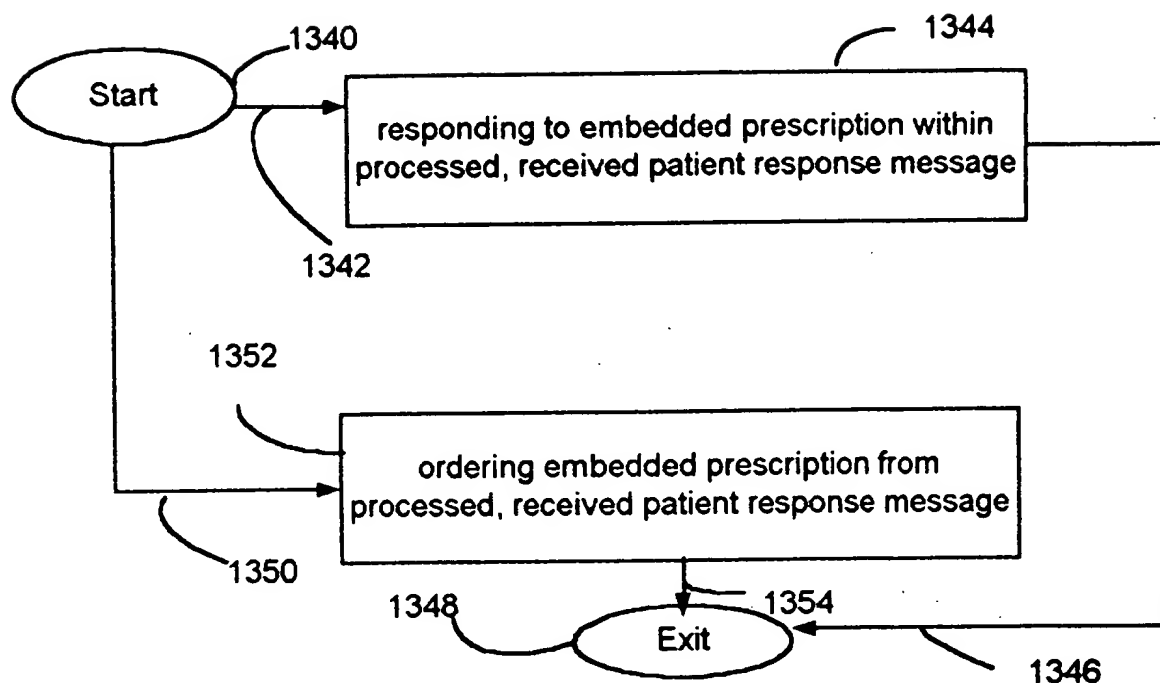 1340
1344
Start
responding to embedded prescription within
processed, received patient response message
1342
1352
ordering embedded prescription from
processed, received patient response message
1350
1348
1354
Exit
1346